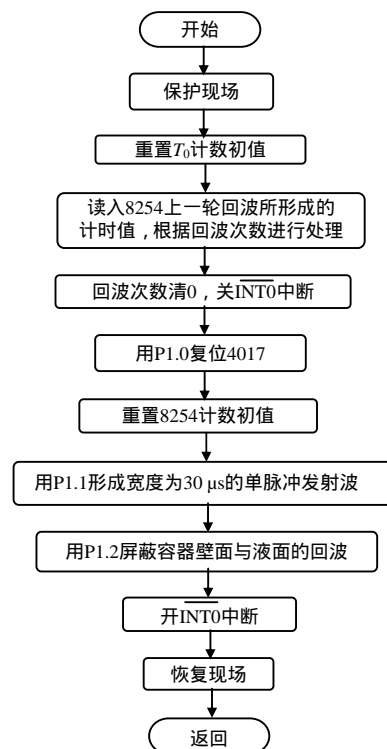 开始
保护现场
重置T₀计数初值
读入8254上一轮回波所形成的
计时值，根据回波次数进行处理
回波次数清0，关I̅N̅T̅0̅中断
用P1.0复位4017
重置8254计数初值
用P1.1形成宽度为30 μs的单脉冲发射波
用P1.2屏蔽容器壁面与液面的回波
开I̅N̅T̅0̅中断
恢复现场
返回